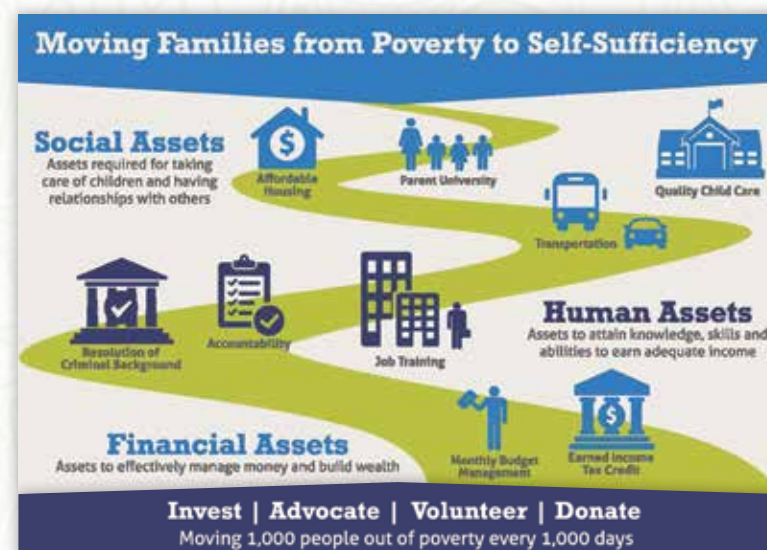 Moving Families from Poverty to Self-Sufficiency
Social Assets
Assets required for taking
care of children and having
relationships with others
$
Affordable
Housing
Parent University
Quality Child Care
Transportation
Resolution of
Criminal Background
Accountability
Job Training
Human Assets
Assets to attain knowledge, skills and
abilities to earn adequate income
Financial Assets
Assets to effectively manage money and build wealth
Monthly Budget
Management
$
Earned Income
Tax Credit
Invest | Advocate | Volunteer | Donate
Moving 1,000 people out of poverty every 1,000 days